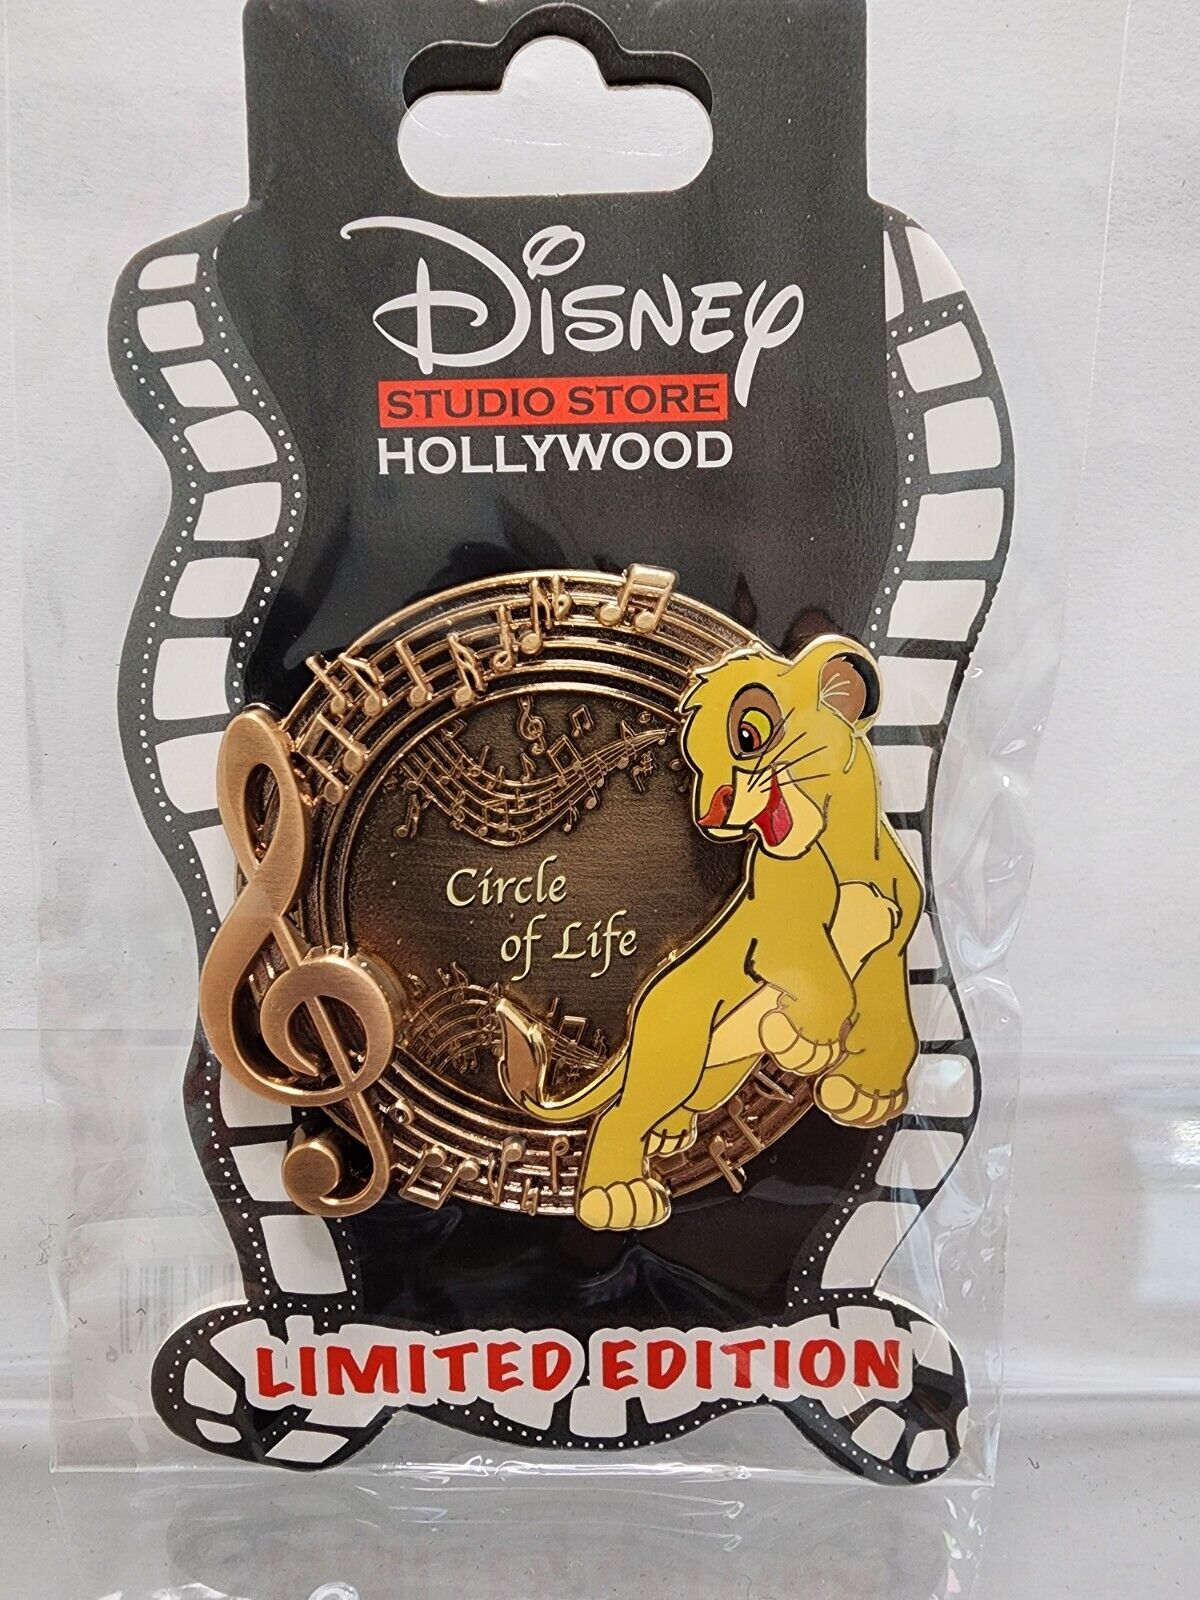 Disney
STUDIO STORE
HOLLYWOOD
Circle
of Life
LIMITED EDITION